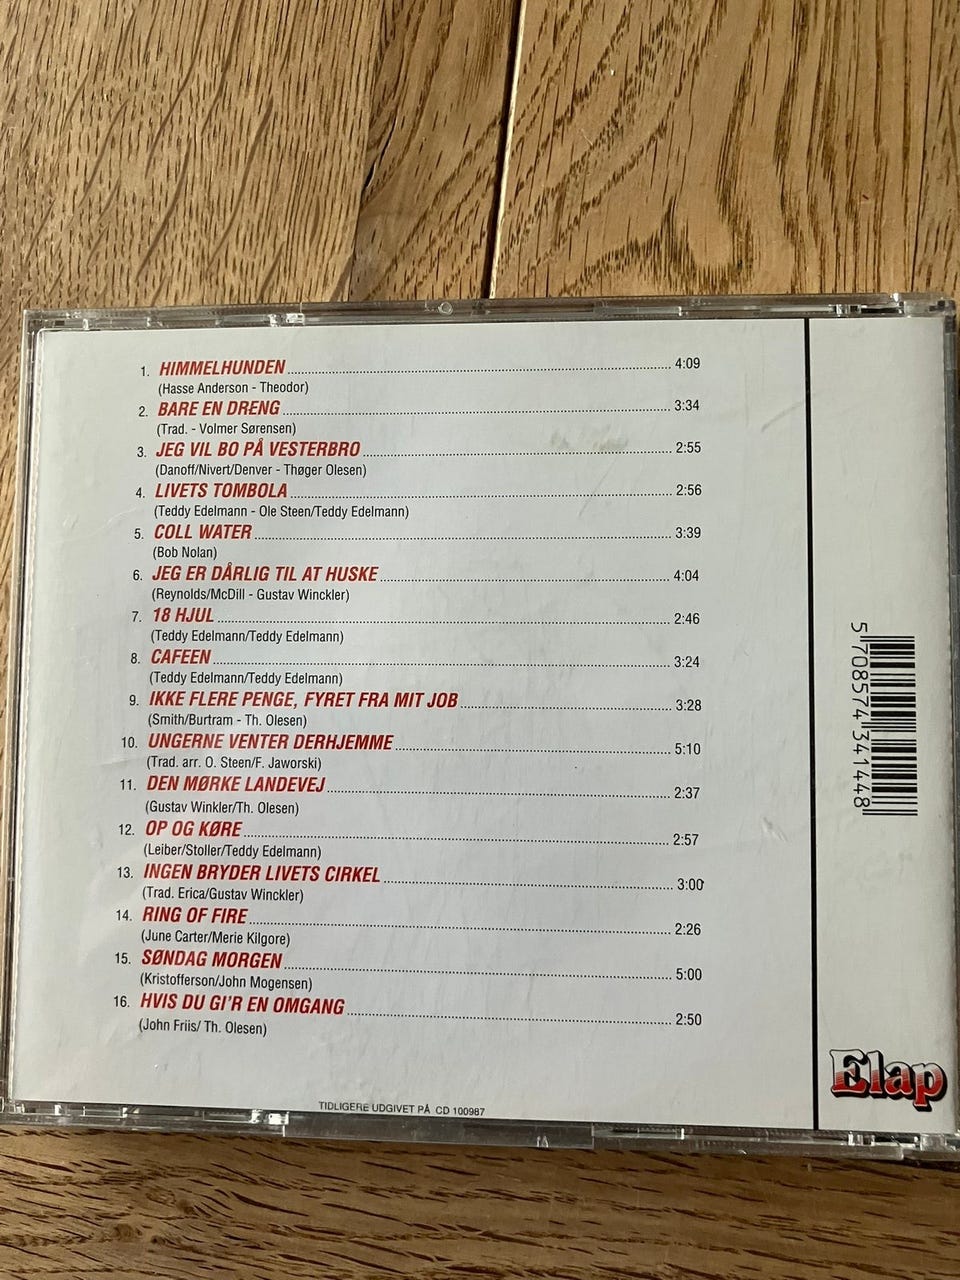 1. HIMMELHUNDEN 4:09
(Hasse Anderson - Theodor)
2. BARE EN DRENG 3:34
(Trad. - Volmer Sørensen)
3. JEG VIL BO PÅ VESTERBRO 2:55
(Danoff/Nivert/Denver - Thøger Olesen)
4. LIVETS TOMBOLA 2:56
(Teddy Edelmann - Ole Steen/Teddy Edelmann)
5. COLL WATER 3:39
(Bob Nolan)
6. JEG ER DÅRLIG TIL AT HUSKE 4:04
(Reynolds/McDill - Gustav Winckler)
7. 18 HJUL 2:46
(Teddy Edelmann/Teddy Edelmann)
8. CAFEEN 3:24
(Teddy Edelmann/Teddy Edelmann)
9. IKKE FLERE PENGE, FYRET FRA MIT JOB 3:28
(Smith/Burtram - Th. Olesen)
10. UNGERNE VENTER DERHJEMME 5:10
(Trad. arr. O. Steen/F. Jaworski)
11. DEN MØRKE LANDEVEJ 2:37
(Gustav Winkler/Th. Olesen)
12. OP OG KØRE 2:57
(Leiber/Stoller/Teddy Edelmann)
13. INGEN BRYDER LIVETS CIRKEL 3:00
(Trad. Erica/Gustav Winckler)
14. RING OF FIRE 2:26
(June Carter/Merie Kilgore)
15. SØNDAG MORGEN 5:00
(Kristofferson/John Mogensen)
16. HVIS DU GI'R EN OMGANG 2:50
(John Friis/ Th. Olesen)
TIDLIGERE UDGIVET PÅ CD 100987
5 708574 341448
Elap